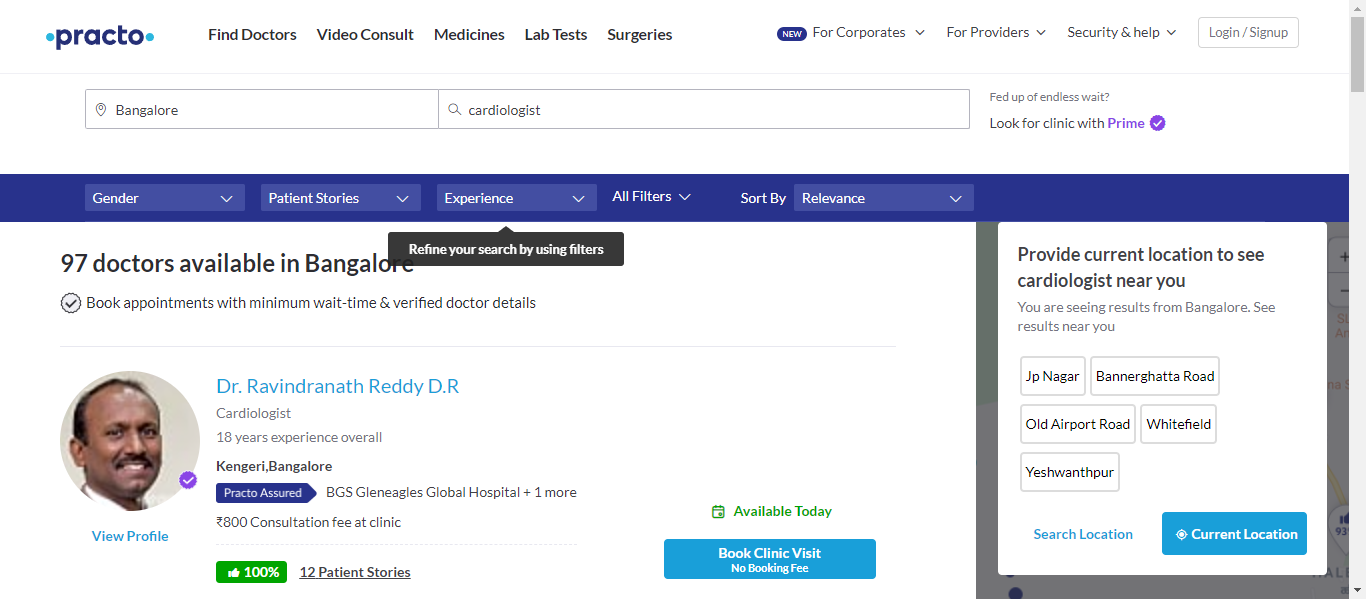 practo
Find Doctors
Video Consult
Medicines
Lab Tests
Surgeries
NEW For Corporates
For Providers
Security & help
Login / Signup
Bangalore
cardiologist
Fed up of endless wait?
Look for clinic with Prime
Gender
Patient Stories
Experience
All Filters
Sort By
Relevance
Refine your search by using filters
97 doctors available in Bangalore
Book appointments with minimum wait-time & verified doctor details
Dr. Ravindranath Reddy D.R
Cardiologist
18 years experience overall
Kengeri,Bangalore
Practo Assured BGS Gleneagles Global Hospital + 1 more
₹800 Consultation fee at clinic
100% 12 Patient Stories
View Profile
Available Today
Book Clinic Visit
No Booking Fee
Provide current location to see
cardiologist near you
You are seeing results from Bangalore. See
results near you
Jp Nagar
Bannerghatta Road
Old Airport Road
Whitefield
Yeshwanthpur
Search Location
Current Location